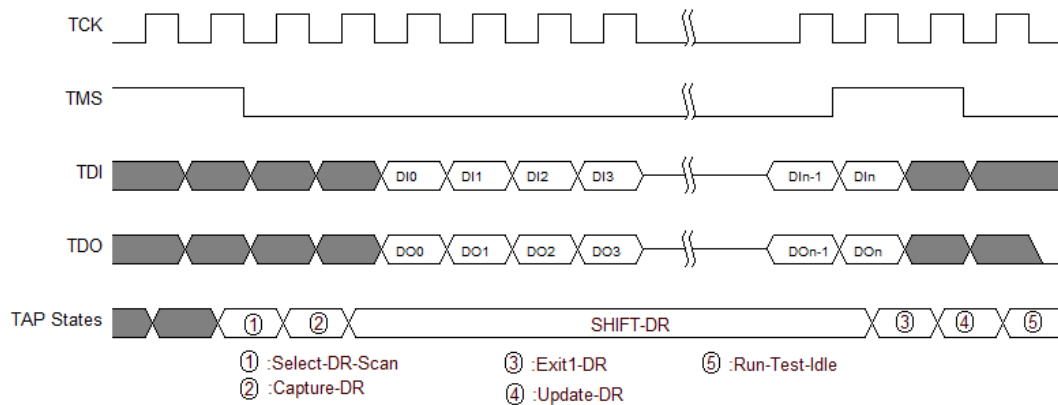 TCK
TMS
TDI DI0 DI1 DI2 DI3 DIn-1 DIn
TDO DO0 DO1 DO2 DO3 DOn-1 DOn
TAP States ① ② SHIFT-DR ③ ④ ⑤
① :Select-DR-Scan ③ :Exit1-DR ⑤ :Run-Test-Idle
② :Capture-DR ④ :Update-DR